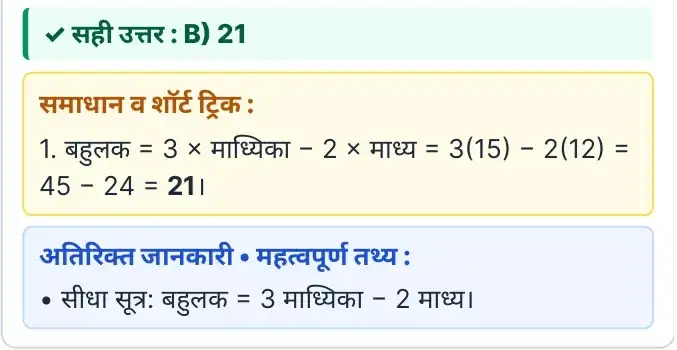 ✓ सही उत्तर : B) 21
समाधान व शॉर्ट ट्रिक :
1. बहुलक = 3 × माध्यिका − 2 × माध्य = 3(15) − 2(12) =
45 − 24 = 21।
अतिरिक्त जानकारी • महत्वपूर्ण तथ्य :
• सीधा सूत्र: बहुलक = 3 माध्यिका − 2 माध्य।